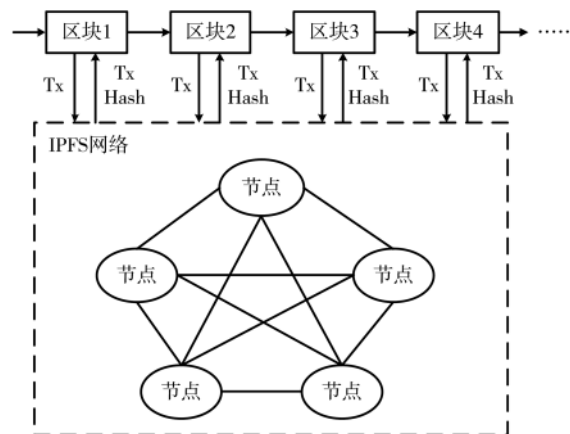 区块1 区块2 区块3 区块4 ·····
Tx Tx Hash Tx Tx Hash Tx Tx Hash Tx Tx Hash
IPFS网络
节点
节点 节点
节点 节点